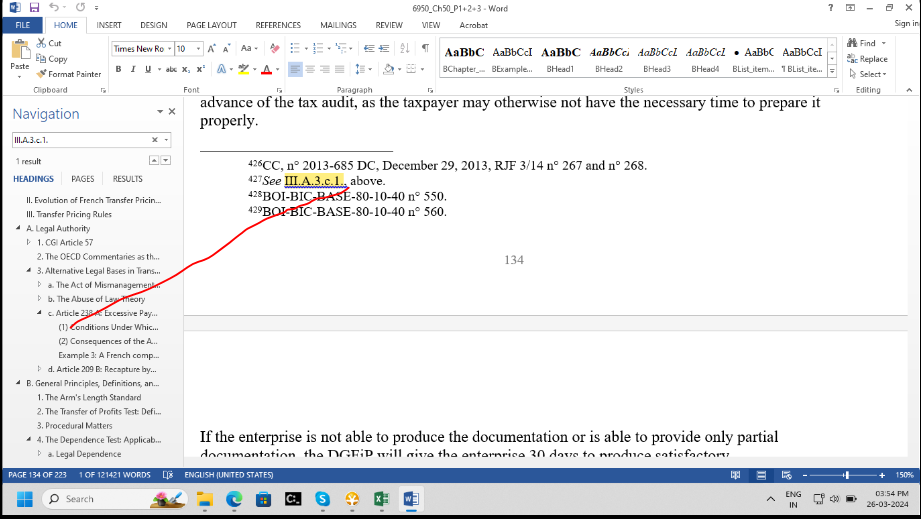 6950_Ch50_P1+2+3 - Word
Sign in
FILE HOME INSERT DESIGN PAGE LAYOUT REFERENCES MAILINGS REVIEW VIEW Acrobat
Paste
Cut
Copy
Format Painter
Clipboard
Times New Ro 10
Font
Paragraph
AaBbC AaBbCcI AaBbC AaBbCcI AaBbCcI AaBbCcI AaBbC AaBbCcI
BChapter_... BExample... BHead1 BHead2 BHead3 BHead4 BList_item... "I BList_item...
Styles
Find
Replace
Select
Editing
Navigation
III.A.3.c.1.
1 result
HEADINGS PAGES RESULTS
II. Evolution of French Transfer Pricin...
III. Transfer Pricing Rules
A. Legal Authority
1. CGI Article 57
2. The OECD Commentaries as th...
3. Alternative Legal Bases in Trans...
a. The Act of Mismanagement...
b. The Abuse of Law Theory
c. Article 238 A: Excessive Pay...
(1) Conditions Under Whic...
(2) Consequences of the A...
Example 3: A French comp...
d. Article 209 B: Recapture by...
B. General Principles, Definitions, an...
1. The Arm's Length Standard
2. The Transfer of Profits Test: Defi...
3. Procedural Matters
4. The Dependence Test: Applicab...
a. Legal Dependence
advance of the tax audit, as the taxpayer may otherwise not have the necessary time to prepare it
properly.
426CC, n° 2013-685 DC, December 29, 2013, RJF 3/14 n° 267 and n° 268.
427See III.A.3.c.1., above.
428BOI-BIC-BASE-80-10-40 n° 550.
429BOI-BIC-BASE-80-10-40 n° 560.
134
If the enterprise is not able to produce the documentation or is able to provide only partial
documentation, the DGFiP will give the enterprise 30 days to produce satisfactory
PAGE 134 OF 223 1 OF 121421 WORDS ENGLISH (UNITED STATES) 150%
Search
ENG
IN
03:54 PM
26-03-2024